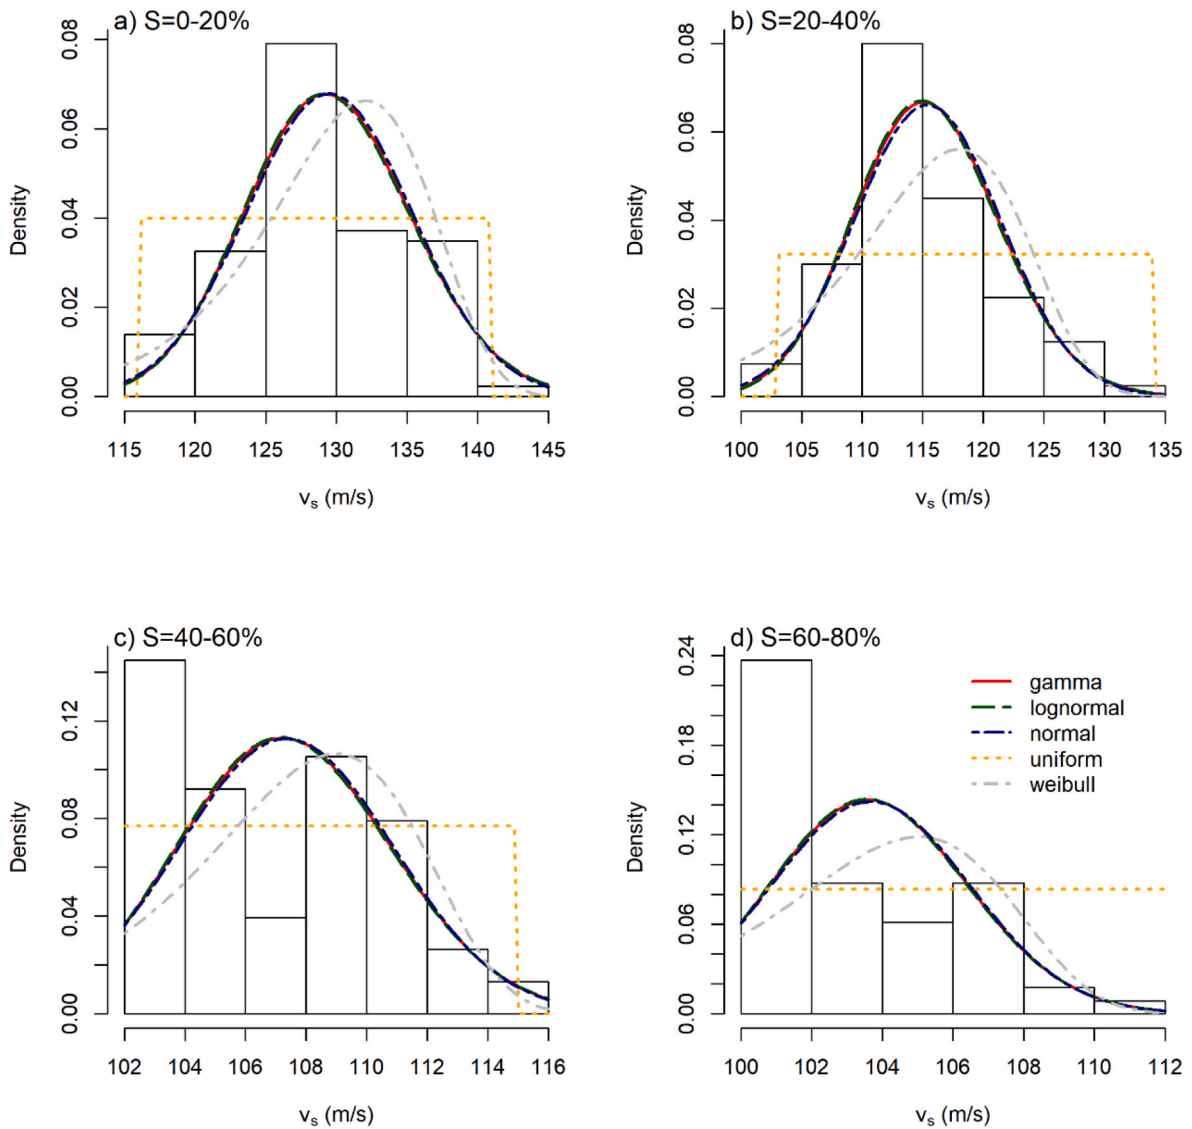 a) S=0-20%
0.08
0.06
0.04
0.02
0.00
Density
115 120 125 130 135 140 145
vₛ (m/s)
b) S=20-40%
0.08
0.06
0.04
0.02
0.00
Density
100 105 110 115 120 125 130 135
vₛ (m/s)
c) S=40-60%
0.12
0.08
0.04
0.00
Density
102 104 106 108 110 112 114 116
vₛ (m/s)
d) S=60-80%
0.24
0.18
0.12
0.06
0.00
Density
gamma
lognormal
normal
uniform
weibull
100 102 104 106 108 110 112
vₛ (m/s)